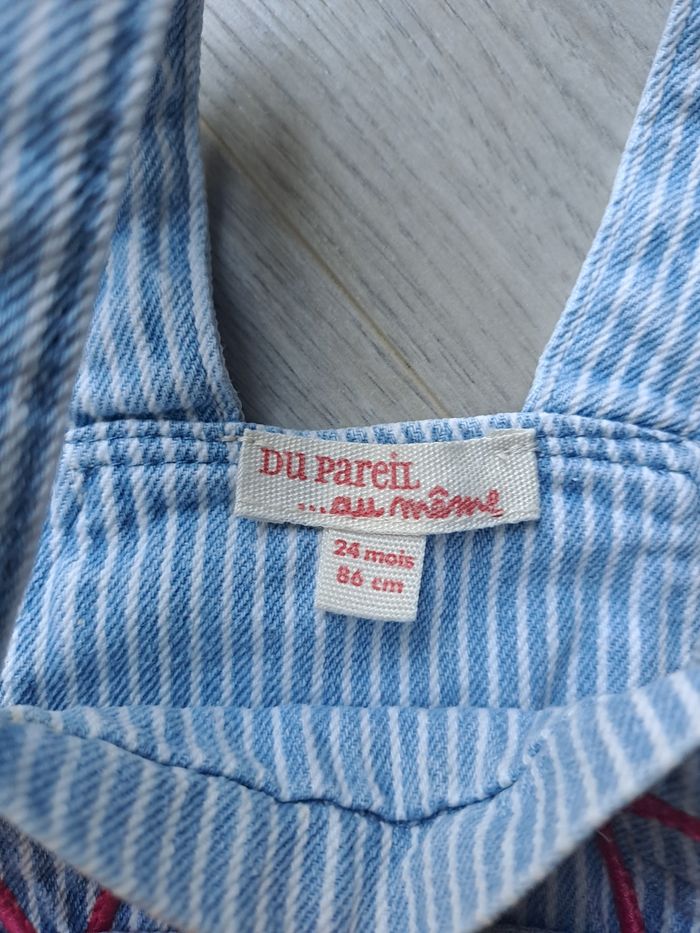 DU PAREIL
...au même
24 mois
86 cm